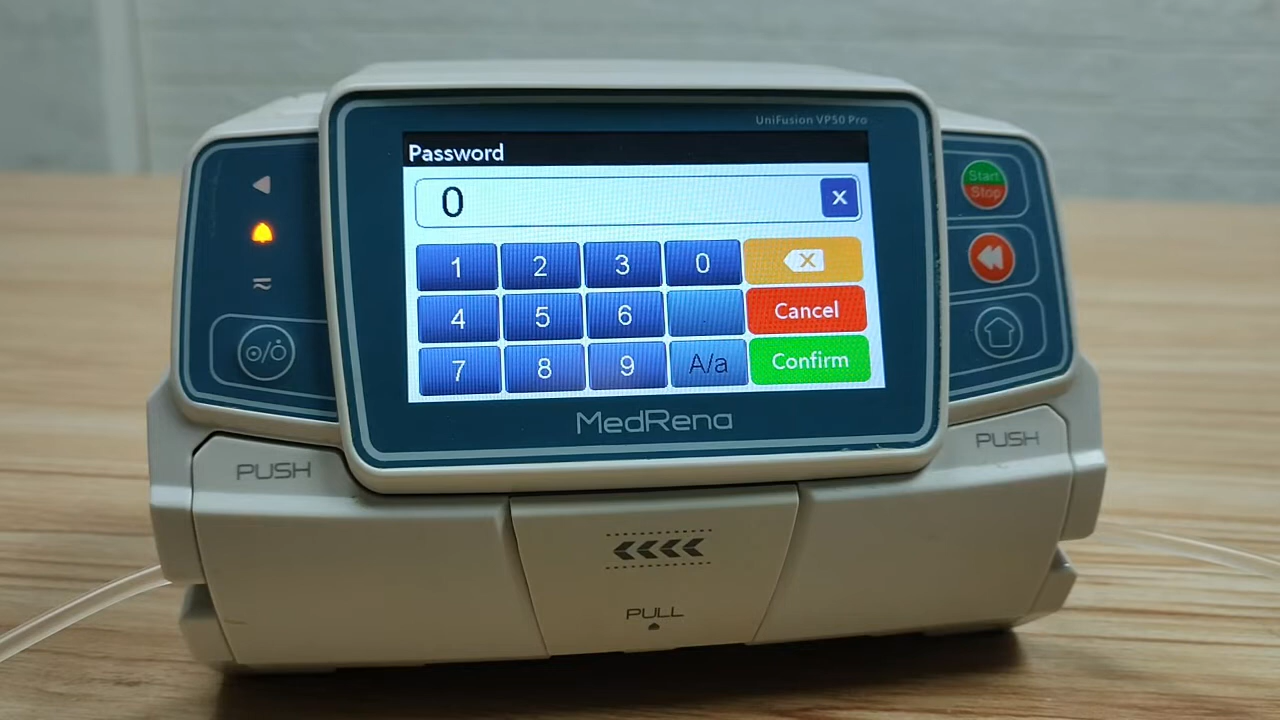 UniFusion VP50 Pro
Password
0
X
1 2 3 0 X
4 5 6 Cancel
7 8 9 A/a Confirm
Start
Stop
MedRena
PUSH
PUSH
PULL